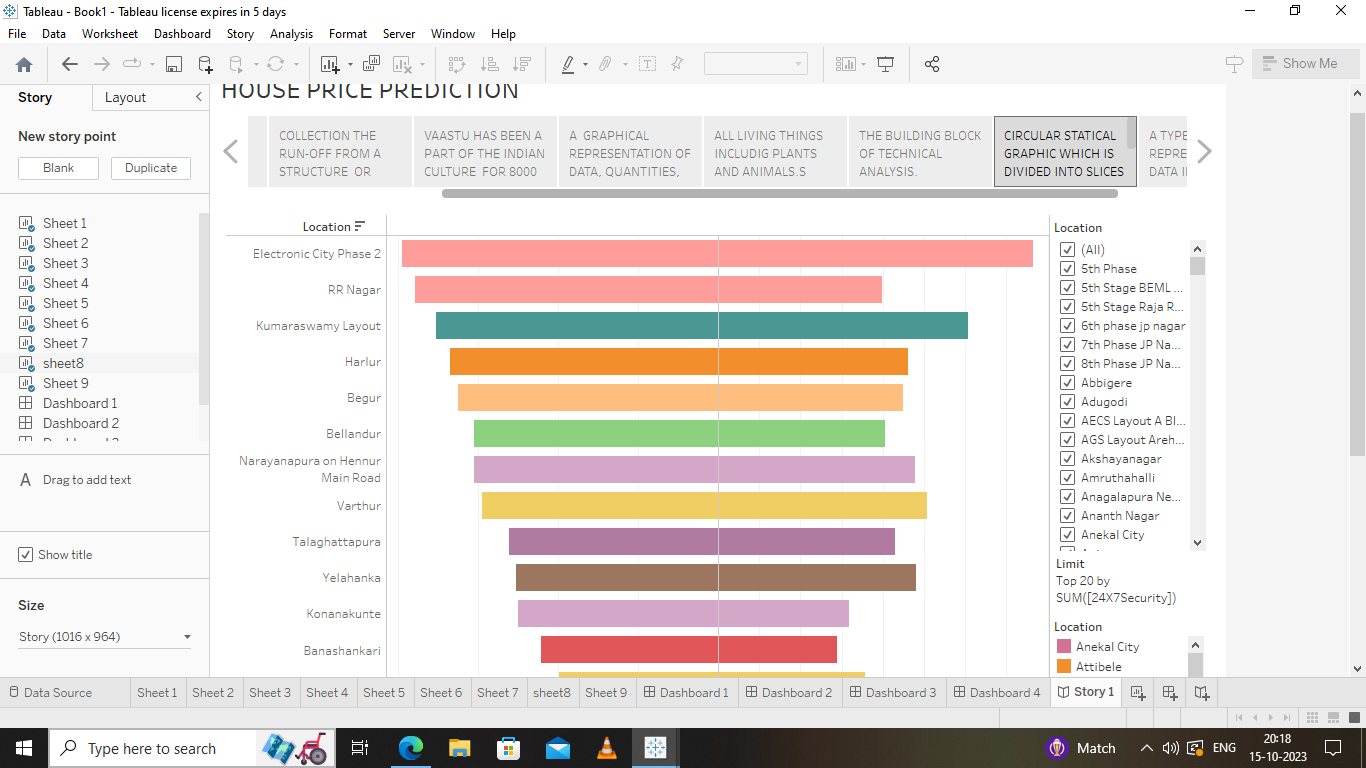 Tableau - Book1 - Tableau license expires in 5 days
File Data Worksheet Dashboard Story Analysis Format Server Window Help
Show Me
Story Layout
New story point
Blank Duplicate
Sheet 1
Sheet 2
Sheet 3
Sheet 4
Sheet 5
Sheet 6
Sheet 7
sheet8
Sheet 9
Dashboard 1
Dashboard 2
A Drag to add text
Show title
Size
Story (1016 x 964)
HOUSE PRICE PREDICTION
COLLECTION THE
RUN-OFF FROM A
STRUCTURE OR
VAASTU HAS BEEN A
PART OF THE INDIAN
CULTURE FOR 8000
A GRAPHICAL
REPRESENTATION OF
DATA, QUANTITIES,
ALL LIVING THINGS
INCLUDIG PLANTS
AND ANIMALS.S
THE BUILDING BLOCK
OF TECHNICAL
ANALYSIS.
CIRCULAR STATICAL
GRAPHIC WHICH IS
DIVIDED INTO SLICES
A TYPE
REPRE
DATA I
Location
Electronic City Phase 2
RR Nagar
Kumaraswamy Layout
Harlur
Begur
Bellandur
Narayanapura on Hennur
Main Road
Varthur
Talaghattapura
Yelahanka
Konanakunte
Banashankari
Location
(All)
5th Phase
5th Stage BEML ...
5th Stage Raja R...
6th phase jp nagar
7th Phase JP Na...
8th Phase JP Na...
Abbigere
Adugodi
AECS Layout A Bl...
AGS Layout Areh...
Akshayanagar
Amruthahalli
Anagalapura Ne...
Ananth Nagar
Anekal City
Limit
Top 20 by
SUM([24X7Security])
Location
Anekal City
Attibele
Data Source Sheet 1 Sheet 2 Sheet 3 Sheet 4 Sheet 5 Sheet 6 Sheet 7 sheet8 Sheet 9 Dashboard 1 Dashboard 2 Dashboard 3 Dashboard 4 Story 1
Type here to search
Match
ENG
20:18
15-10-2023